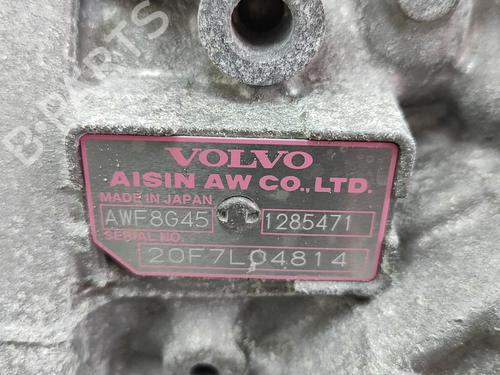 B-PARTS
VOLVO
AISIN AW CO., LTD.
MADE IN JAPAN
AWF8G45 1285471
SERIAL NO.
20F7L04814